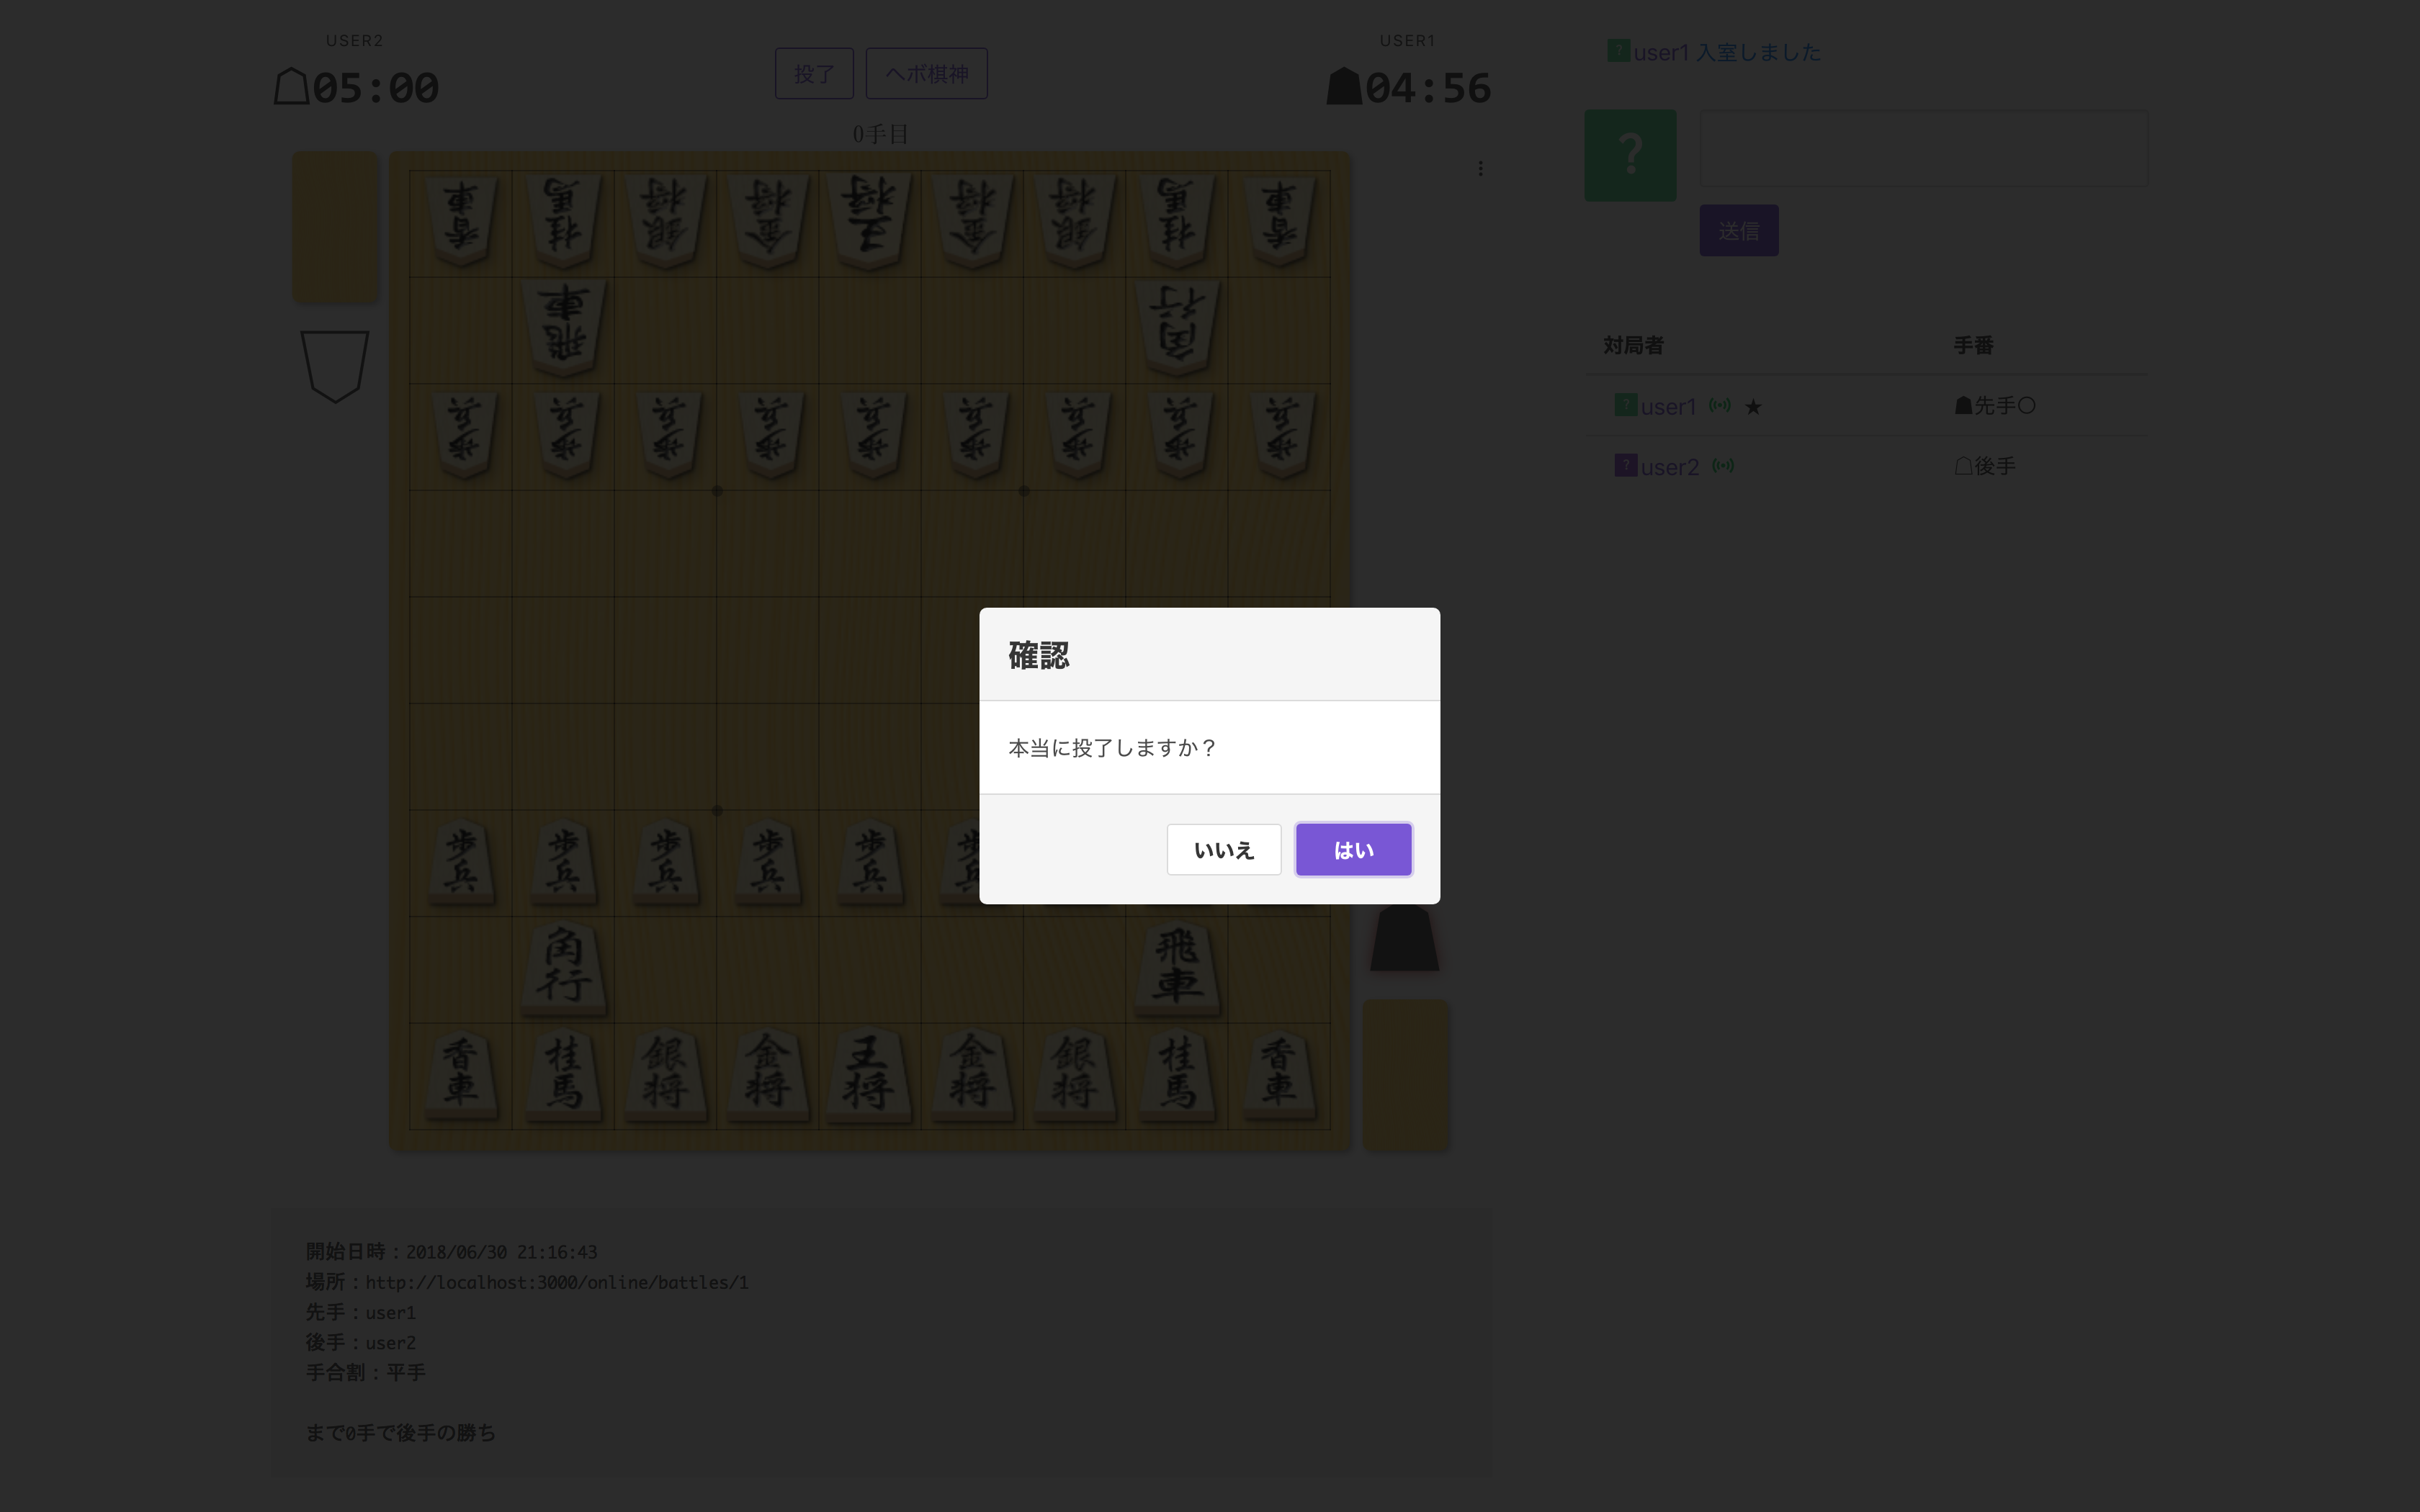 USER2
05:00
投了
ヘボ棋神
USER1
04:56
0手目
?user1 入室しました
?
送信
対局者
手番
?user1 ★
☗先手〇
?user2
☖後手
香車 桂馬 銀将 金将 王将 金将 銀将 桂馬 香車
飛車 角行
歩兵 歩兵 歩兵 歩兵 歩兵 歩兵 歩兵 歩兵 歩兵
確認
本当に投了しますか？
いいえ
はい
歩兵 歩兵 歩兵 歩兵 歩兵 歩兵
角行 飛車
香車 桂馬 銀将 金将 王将 金将 銀将 桂馬 香車
開始日時：2018/06/30 21:16:43
場所：http://localhost:3000/online/battles/1
先手：user1
後手：user2
手合割：平手
まで0手で後手の勝ち